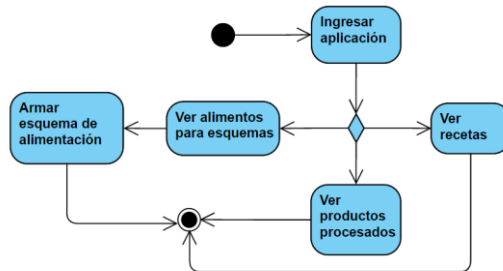 Ingresar
aplicación
Armar
esquema de
alimentación
Ver alimentos
para esquemas
Ver
recetas
Ver
productos
procesados